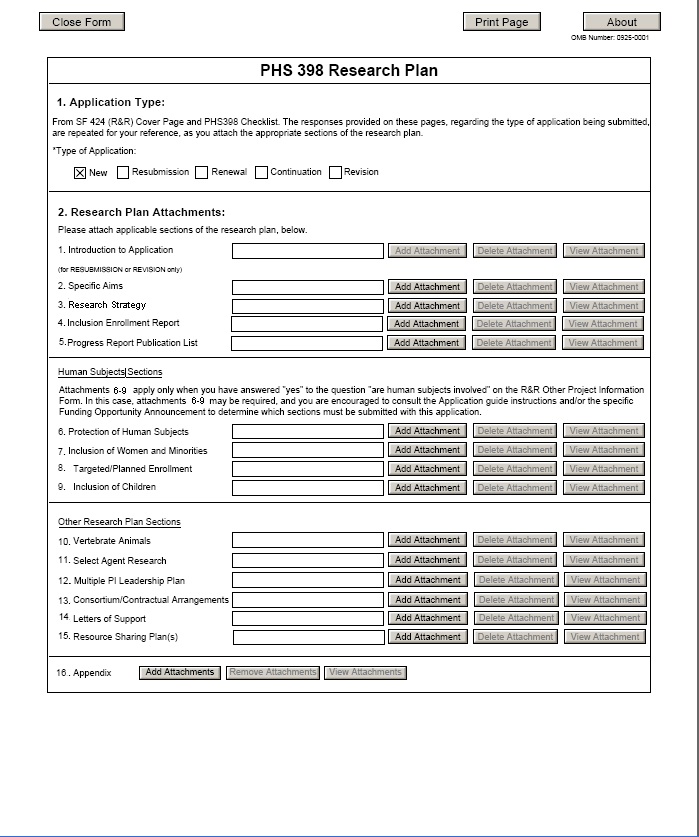 Close Form Print Page About
OMB Number: 0925-0001
PHS 398 Research Plan
1. Application Type:
From SF 424 (R&R) Cover Page and PHS398 Checklist. The responses provided on these pages, regarding the type of application being submitted,
are repeated for your reference, as you attach the appropriate sections of the research plan.
*Type of Application:
New Resubmission Renewal Continuation Revision
2. Research Plan Attachments:
Please attach applicable sections of the research plan, below.
1. Introduction to Application Add Attachment Delete Attachment View Attachment
(for RESUBMISSION or REVISION only)
2. Specific Aims Add Attachment Delete Attachment View Attachment
3. Research Strategy Add Attachment Delete Attachment View Attachment
4. Inclusion Enrollment Report Add Attachment Delete Attachment View Attachment
5. Progress Report Publication List Add Attachment Delete Attachment View Attachment
Human Subjects Sections
Attachments 6-9 apply only when you have answered "yes" to the question "are human subjects involved" on the R&R Other Project Information
Form. In this case, attachments 6-9 may be required, and you are encouraged to consult the Application guide instructions and/or the specific
Funding Opportunity Announcement to determine which sections must be submitted with this application.
6. Protection of Human Subjects Add Attachment Delete Attachment View Attachment
7. Inclusion of Women and Minorities Add Attachment Delete Attachment View Attachment
8. Targeted/Planned Enrollment Add Attachment Delete Attachment View Attachment
9. Inclusion of Children Add Attachment Delete Attachment View Attachment
Other Research Plan Sections
10. Vertebrate Animals Add Attachment Delete Attachment View Attachment
11. Select Agent Research Add Attachment Delete Attachment View Attachment
12. Multiple PI Leadership Plan Add Attachment Delete Attachment View Attachment
13. Consortium/Contractual Arrangements Add Attachment Delete Attachment View Attachment
14. Letters of Support Add Attachment Delete Attachment View Attachment
15. Resource Sharing Plan(s) Add Attachment Delete Attachment View Attachment
16. Appendix Add Attachments Remove Attachments View Attachments